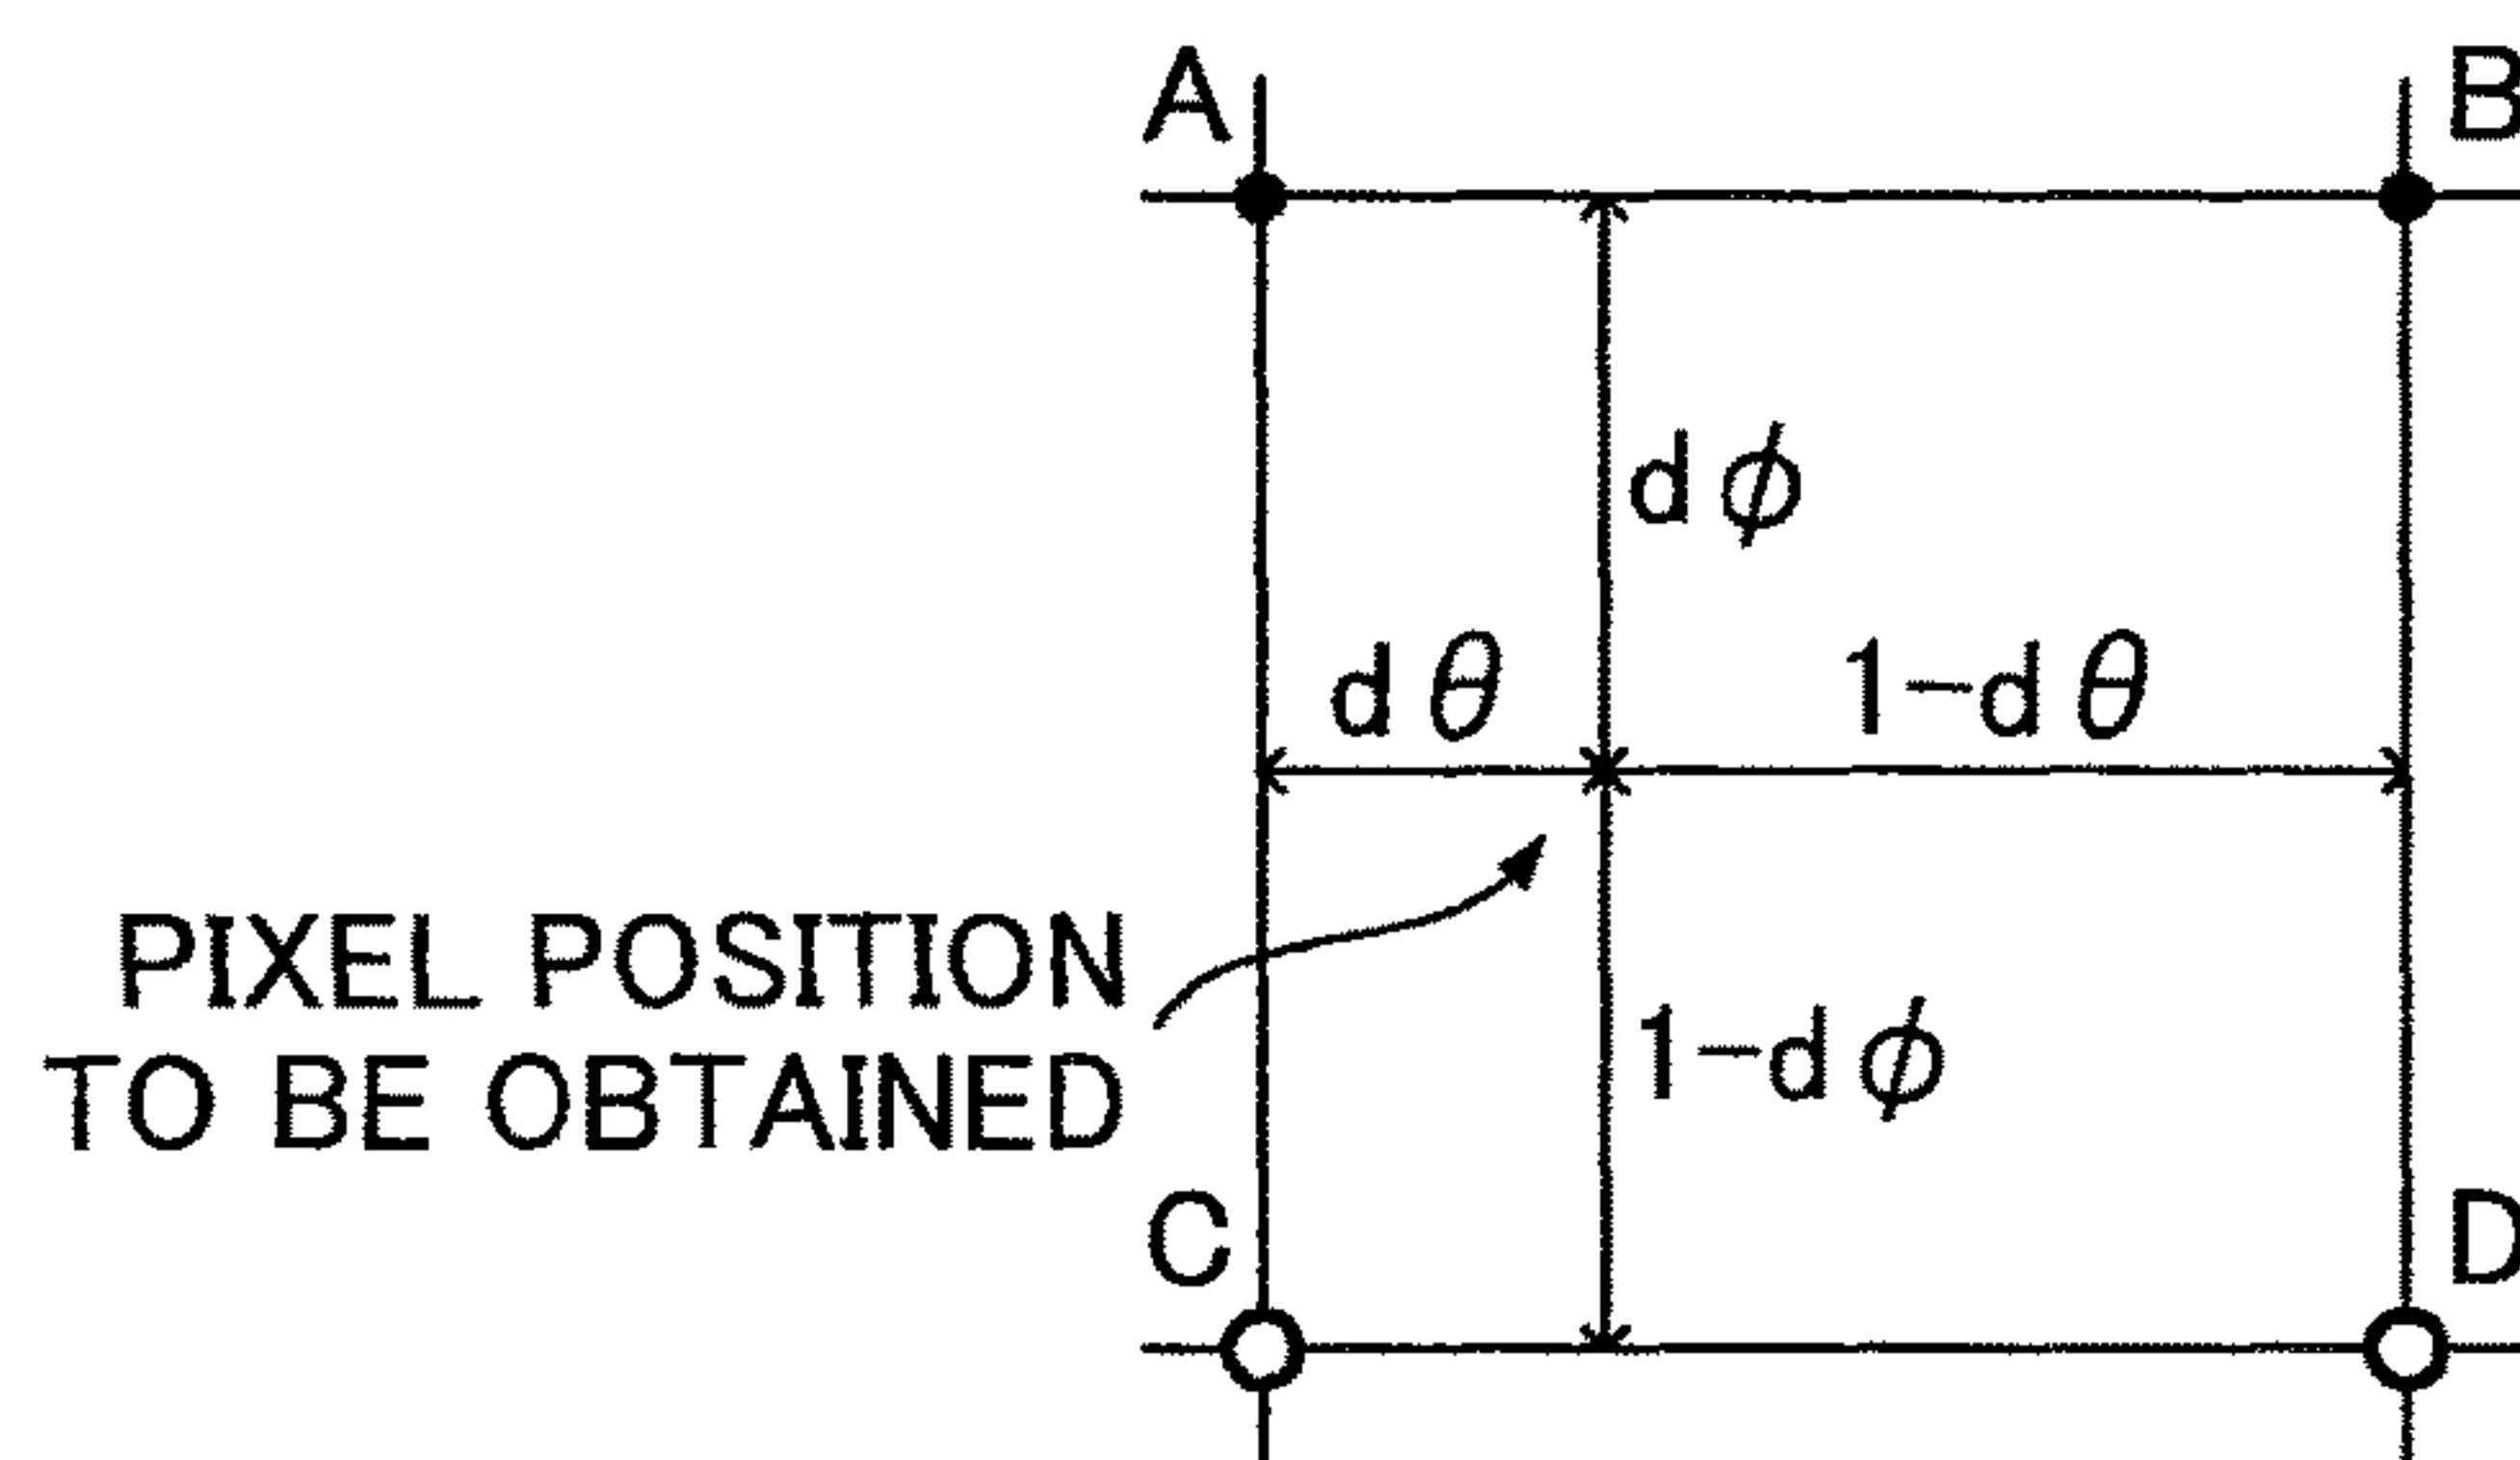 A
B
dϕ
dθ
1-dθ
PIXEL POSITION
TO BE OBTAINED
1-dϕ
C
D